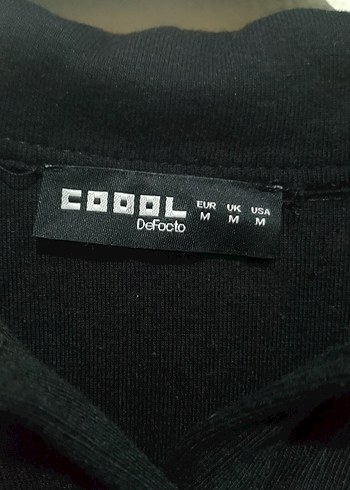 COOOL
DeFacto
EUR UK USA
M M M